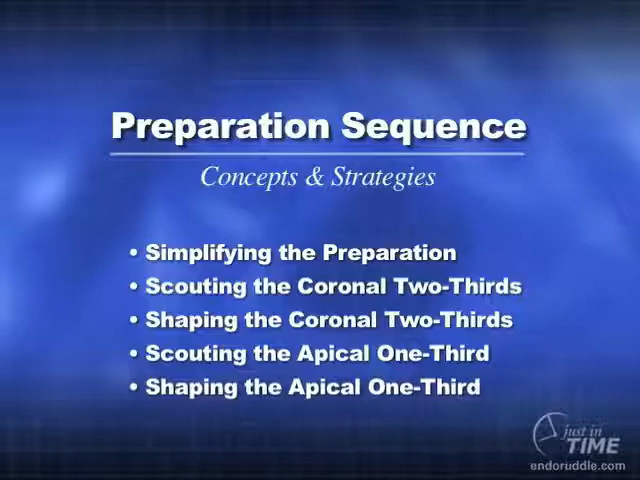 Preparation Sequence
Concepts & Strategies
• Simplifying the Preparation
• Scouting the Coronal Two-Thirds
• Shaping the Coronal Two-Thirds
• Scouting the Apical One-Third
• Shaping the Apical One-Third
just in
TIME
endoruddle.com